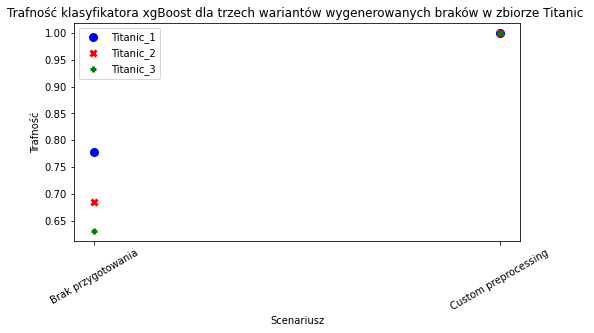 Trafność klasyfikatora xgBoost dla trzech wariantów wygenerowanych braków w zbiorze Titanic
Titanic_1
Titanic_2
Titanic_3
Trafność
1.00
0.95
0.90
0.85
0.80
0.75
0.70
0.65
Brak przygotowania
Custom preprocessing
Scenariusz